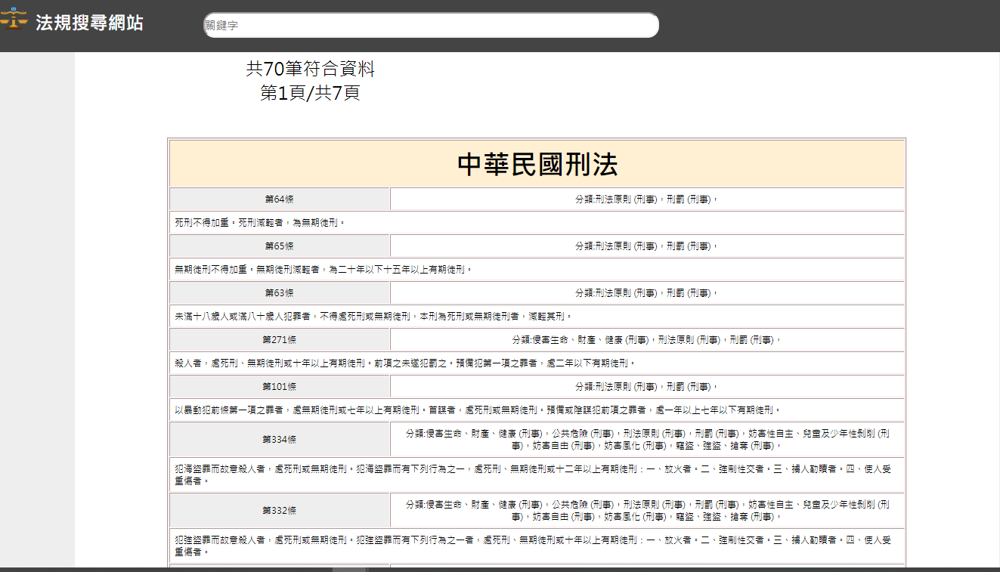 法規搜尋網站
關鍵字
共70筆符合資料
第1頁/共7頁
中華民國刑法
第64條
分類:刑法原則 (刑事)，刑罰 (刑事)，
死刑不得加重。死刑減輕者，為無期徒刑。
第65條
分類:刑法原則 (刑事)，刑罰 (刑事)，
無期徒刑不得加重。無期徒刑減輕者，為二十年以下十五年以上有期徒刑。
第63條
分類:刑法原則 (刑事)，刑罰 (刑事)，
未滿十八歲人或滿八十歲人犯罪者，不得處死刑或無期徒刑，本刑為死刑或無期徒刑者，減輕其刑。
第271條
分類:侵害生命、財產、健康 (刑事)，刑法原則 (刑事)，刑罰 (刑事)，
殺人者，處死刑、無期徒刑或十年以上有期徒刑。前項之未遂犯罰之。預備犯第一項之罪者，處二年以下有期徒刑。
第101條
分類:刑法原則 (刑事)，刑罰 (刑事)，
以暴動犯前條第一項之罪者，處無期徒刑或七年以上有期徒刑。首謀者，處死刑或無期徒刑。預備或陰謀犯前項之罪者，處一年以上七年以下有期徒刑。
第334條
分類:侵害生命、財產、健康 (刑事)，公共危險 (刑事)，刑法原則 (刑事)，刑罰 (刑事)，妨害性自主、兒童及少年性剝削 (刑
事)，妨害自由 (刑事)，妨害風化 (刑事)，竊盜、強盜、搶奪 (刑事)，
犯海盜罪而故意殺人者，處死刑或無期徒刑。犯海盜罪而有下列行為之一，處死刑、無期徒刑或十二年以上有期徒刑：一、放火者。二、強制性交者。三、擄人勒贖者。四、使人受
重傷者。
第332條
分類:侵害生命、財產、健康 (刑事)，公共危險 (刑事)，刑法原則 (刑事)，刑罰 (刑事)，妨害性自主、兒童及少年性剝削 (刑
事)，妨害自由 (刑事)，妨害風化 (刑事)，竊盜、強盜、搶奪 (刑事)，
犯強盜罪而故意殺人者，處死刑或無期徒刑。犯強盜罪而有下列行為之一者，處死刑、無期徒刑或十年以上有期徒刑：一、放火者。二、強制性交者。三、擄人勒贖者。四、使人受
重傷者。